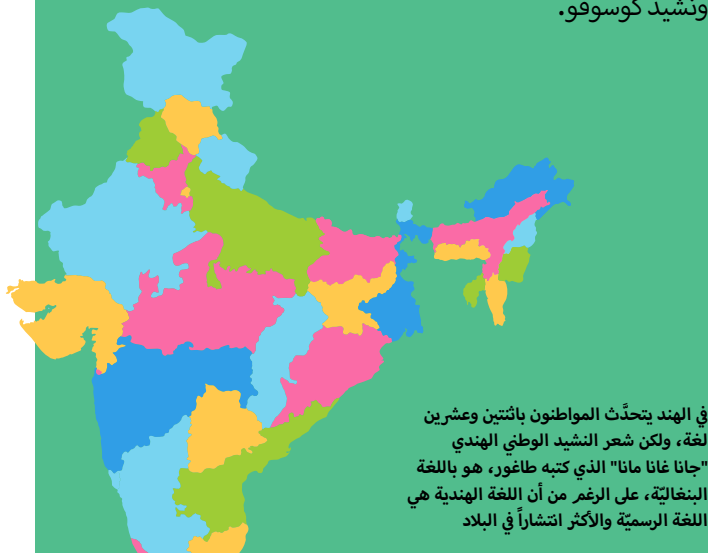 ونشيد كوسوفو.
في الهند يتحدَّث المواطنون باثنتين وعشرين
لغة، ولكن شعر النشيد الوطني الهندي
"جانا غانا مانا" الذي كتبه طاغور، هو باللغة
البنغاليّة، على الرغم من أن اللغة الهندية هي
اللغة الرسميّة والأكثر انتشاراً في البلاد